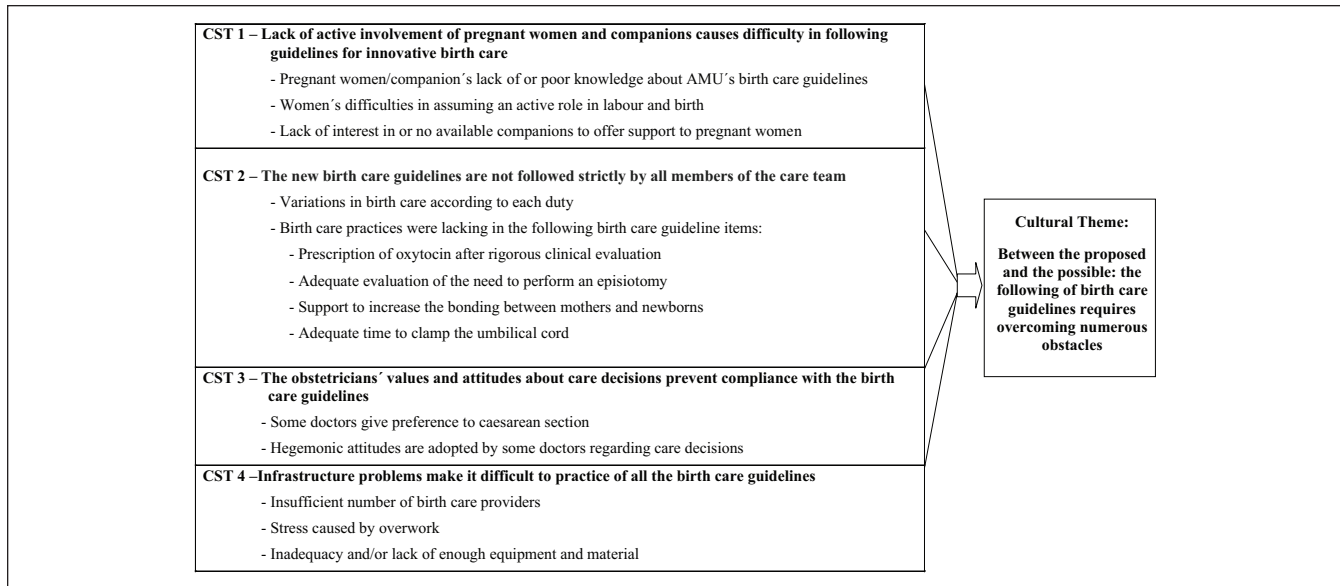 CST 1 – Lack of active involvement of pregnant women and companions causes difficulty in following
guidelines for innovative birth care
- Pregnant women/companion´s lack of or poor knowledge about AMU´s birth care guidelines
- Women´s difficulties in assuming an active role in labour and birth
- Lack of interest in or no available companions to offer support to pregnant women
CST 2 – The new birth care guidelines are not followed strictly by all members of the care team
- Variations in birth care according to each duty
- Birth care practices were lacking in the following birth care guideline items:
- Prescription of oxytocin after rigorous clinical evaluation
- Adequate evaluation of the need to perform an episiotomy
- Support to increase the bonding between mothers and newborns
- Adequate time to clamp the umbilical cord
CST 3 – The obstetricians´ values and attitudes about care decisions prevent compliance with the birth
care guidelines
- Some doctors give preference to caesarean section
- Hegemonic attitudes are adopted by some doctors regarding care decisions
CST 4 –Infrastructure problems make it difficult to practice of all the birth care guidelines
- Insufficient number of birth care providers
- Stress caused by overwork
- Inadequacy and/or lack of enough equipment and material
Cultural Theme:
Between the proposed
and the possible: the
following of birth care
guidelines requires
overcoming numerous
obstacles